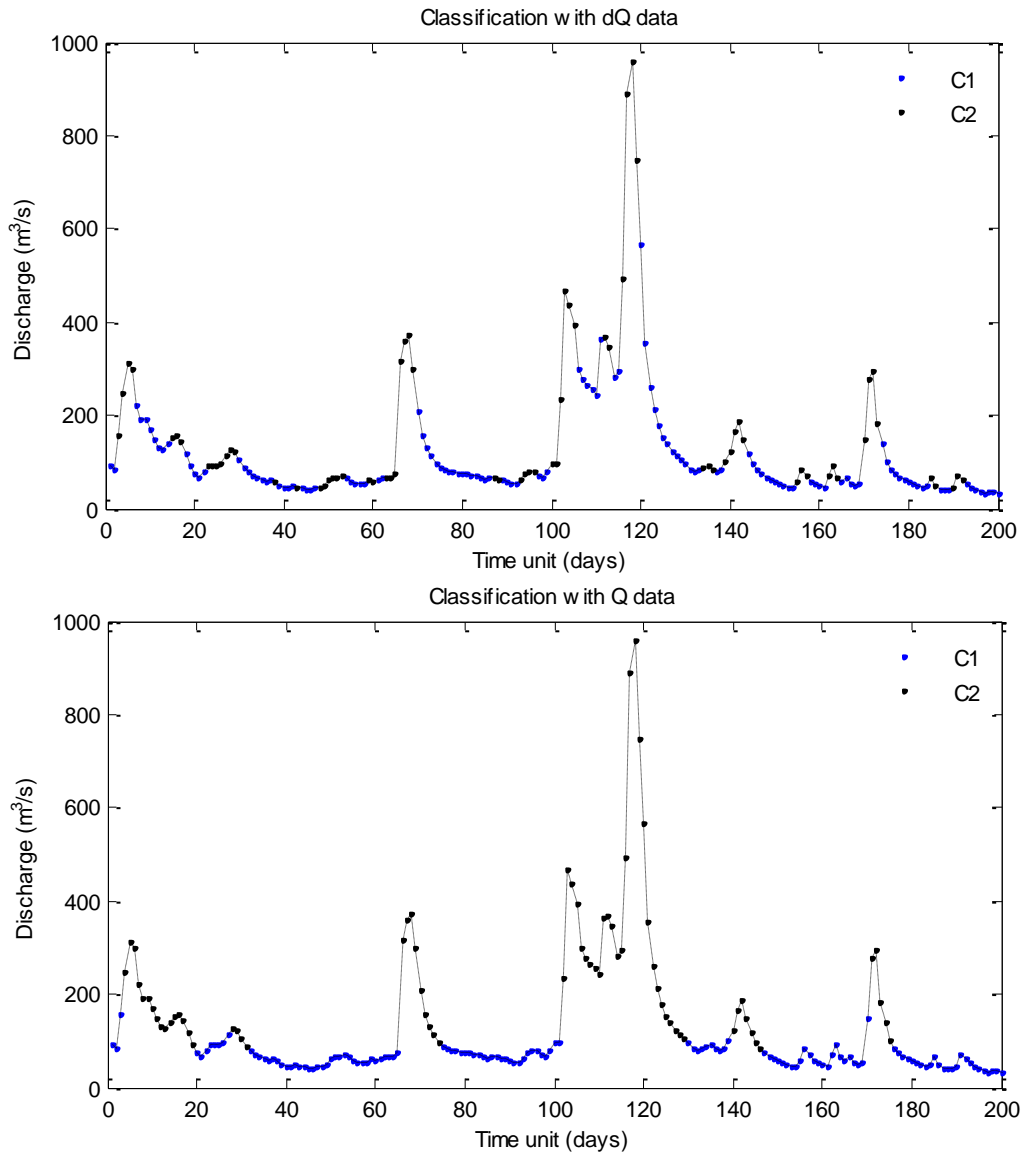 Classification with dQ data
1000
800
600
400
200
0
Discharge (m³/s)
C1
C2
0 20 40 60 80 100 120 140 160 180 200
Time unit (days)
Classification with Q data
1000
800
600
400
200
0
Discharge (m³/s)
C1
C2
0 20 40 60 80 100 120 140 160 180 200
Time unit (days)